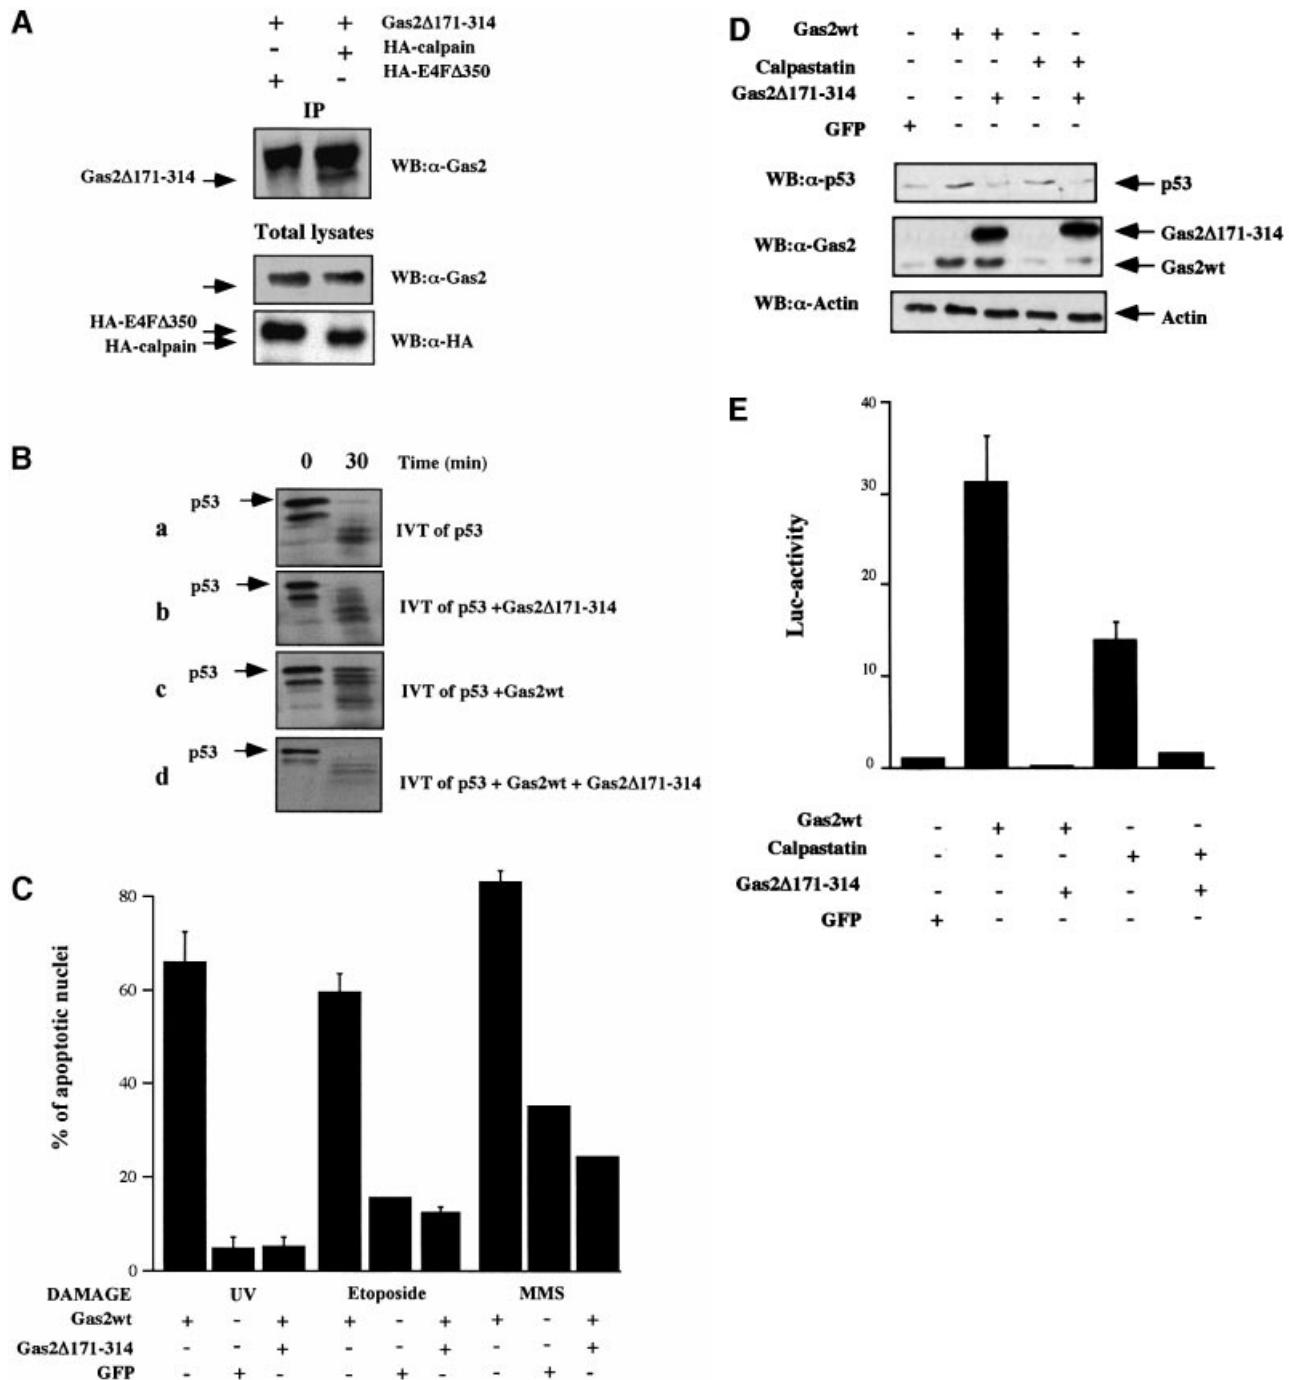 A
+ + Gas2Δ171-314
- + HA-calpain
+ - HA-E4FΔ350
IP
Gas2Δ171-314
WB:α-Gas2
Total lysates
WB:α-Gas2
HA-E4FΔ350
HA-calpain
WB:α-HA
B
0 30 Time (min)
p53
a
IVT of p53
p53
b
IVT of p53 +Gas2Δ171-314
p53
c
IVT of p53 +Gas2wt
p53
d
IVT of p53 + Gas2wt + Gas2Δ171-314
C
% of apoptotic nuclei
80
60
40
20
0
DAMAGE UV Etoposide MMS
Gas2wt + - + + - + + - +
Gas2Δ171-314 - - + - - + - - +
GFP - + - - + - - + -
D
Gas2wt - + + - -
Calpastatin - - - + +
Gas2Δ171-314 - - + - +
GFP + - - - -
WB:α-p53
p53
WB:α-Gas2
Gas2Δ171-314
Gas2wt
WB:α-Actin
Actin
E
Luc-activity
40
30
20
10
0
Gas2wt - + + - -
Calpastatin - - - + +
Gas2Δ171-314 - - + - +
GFP + - - - -